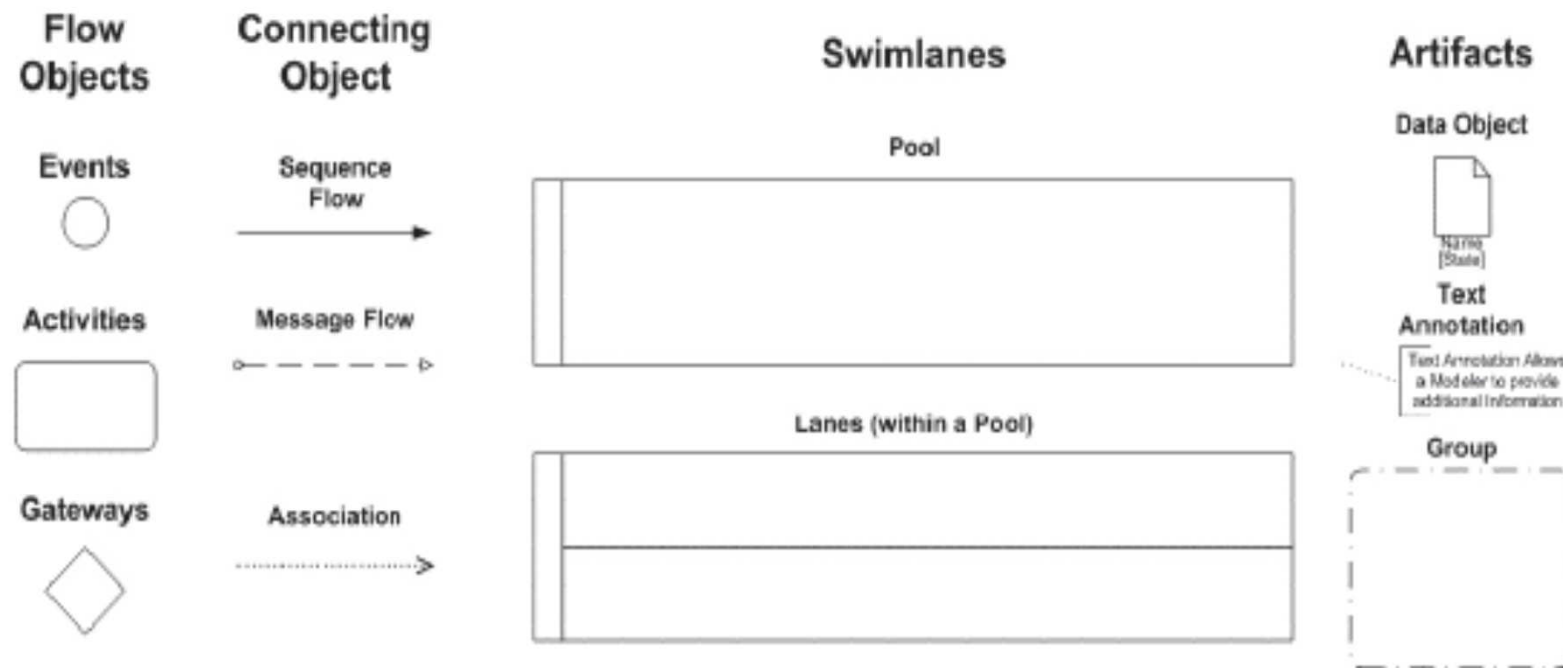 Flow
Objects
Connecting
Object
Swimlanes
Artifacts
Events
Sequence
Flow
Pool
Data Object
Name
[State]
Activities
Message Flow
Text
Annotation
Text Annotation Allows
a Modeler to provide
additional Information
Lanes (within a Pool)
Group
Gateways
Association